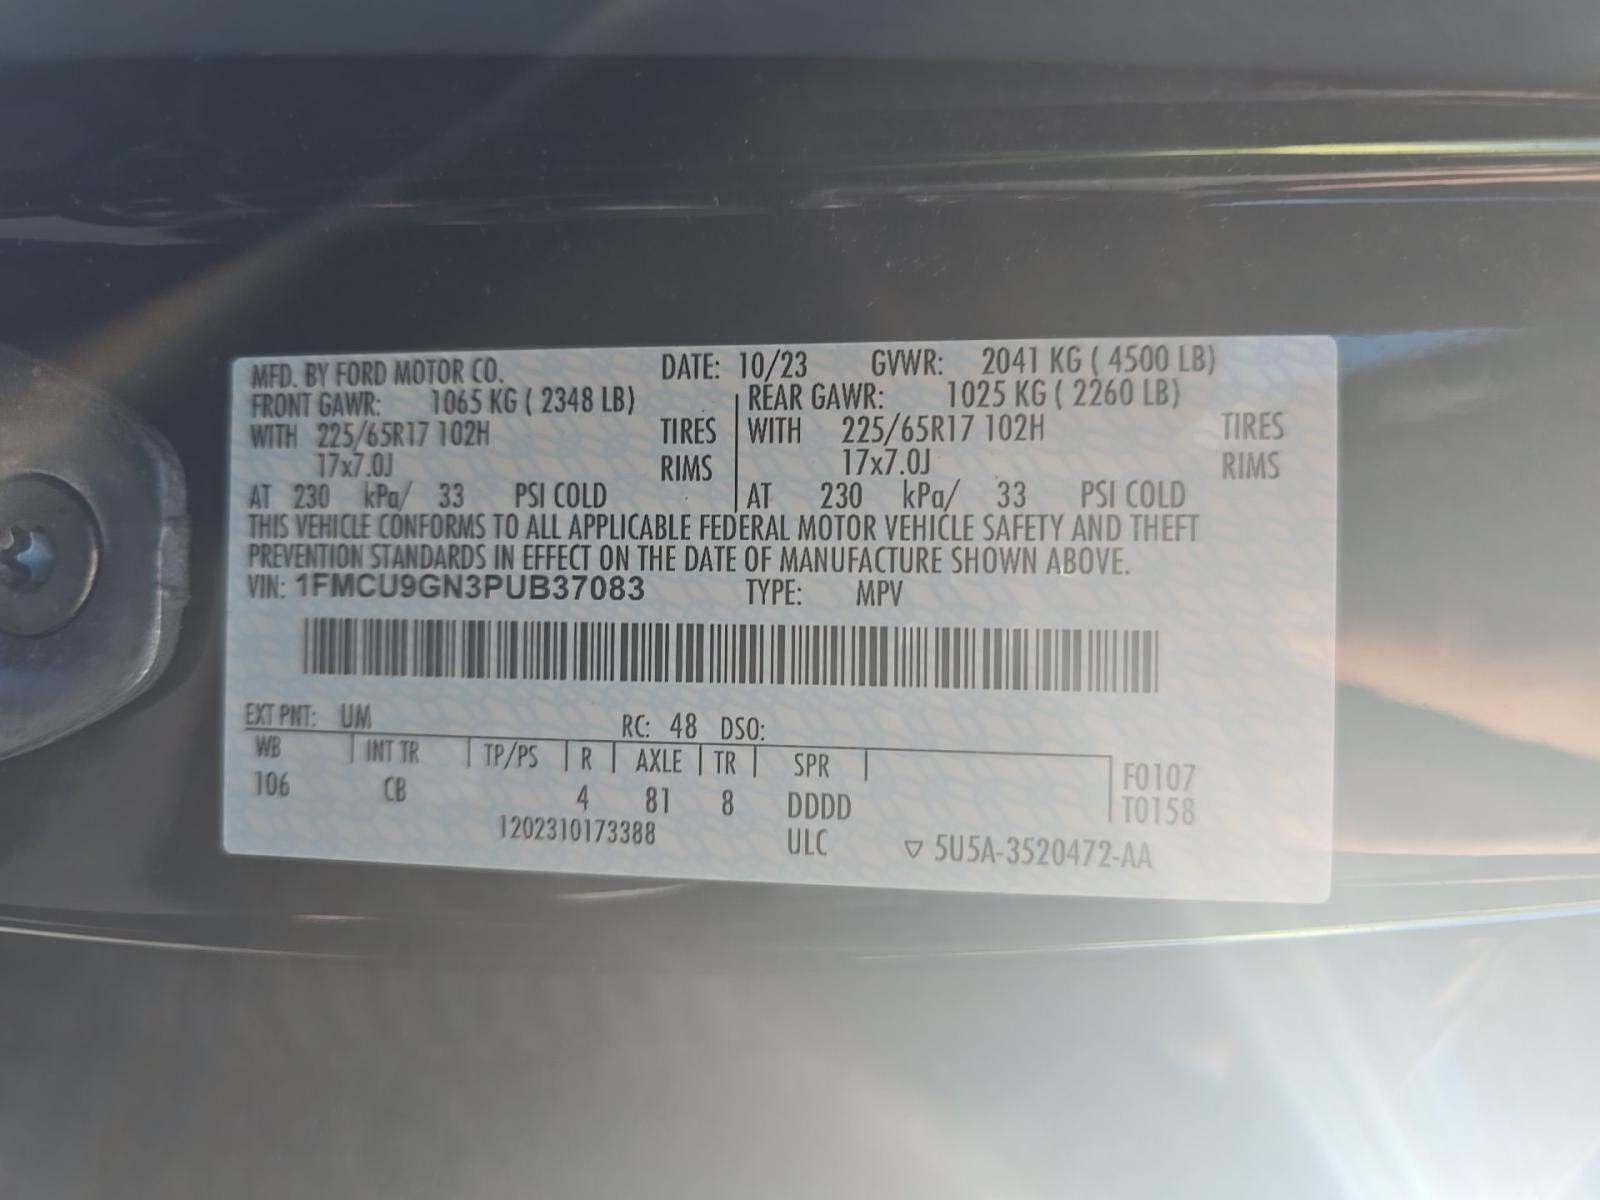 MFD. BY FORD MOTOR CO. DATE: 10/23 GVWR: 2041 KG ( 4500 LB)
FRONT GAWR: 1065 KG ( 2348 LB) REAR GAWR: 1025 KG ( 2260 LB)
WITH 225/65R17 102H TIRES WITH 225/65R17 102H TIRES
17x7.0J RIMS 17x7.0J RIMS
AT 230 kPa/ 33 PSI COLD AT 230 kPa/ 33 PSI COLD
THIS VEHICLE CONFORMS TO ALL APPLICABLE FEDERAL MOTOR VEHICLE SAFETY AND THEFT
PREVENTION STANDARDS IN EFFECT ON THE DATE OF MANUFACTURE SHOWN ABOVE.
VIN: 1FMCU9GN3PUB37083 TYPE: MPV
EXT PNT: UM RC: 48 DSO:
WB INT TR TP/PS R AXLE TR SPR F0107
106 CB 4 81 8 DDDD T0158
1202310173388 ULC ▽ 5U5A-3520472-AA